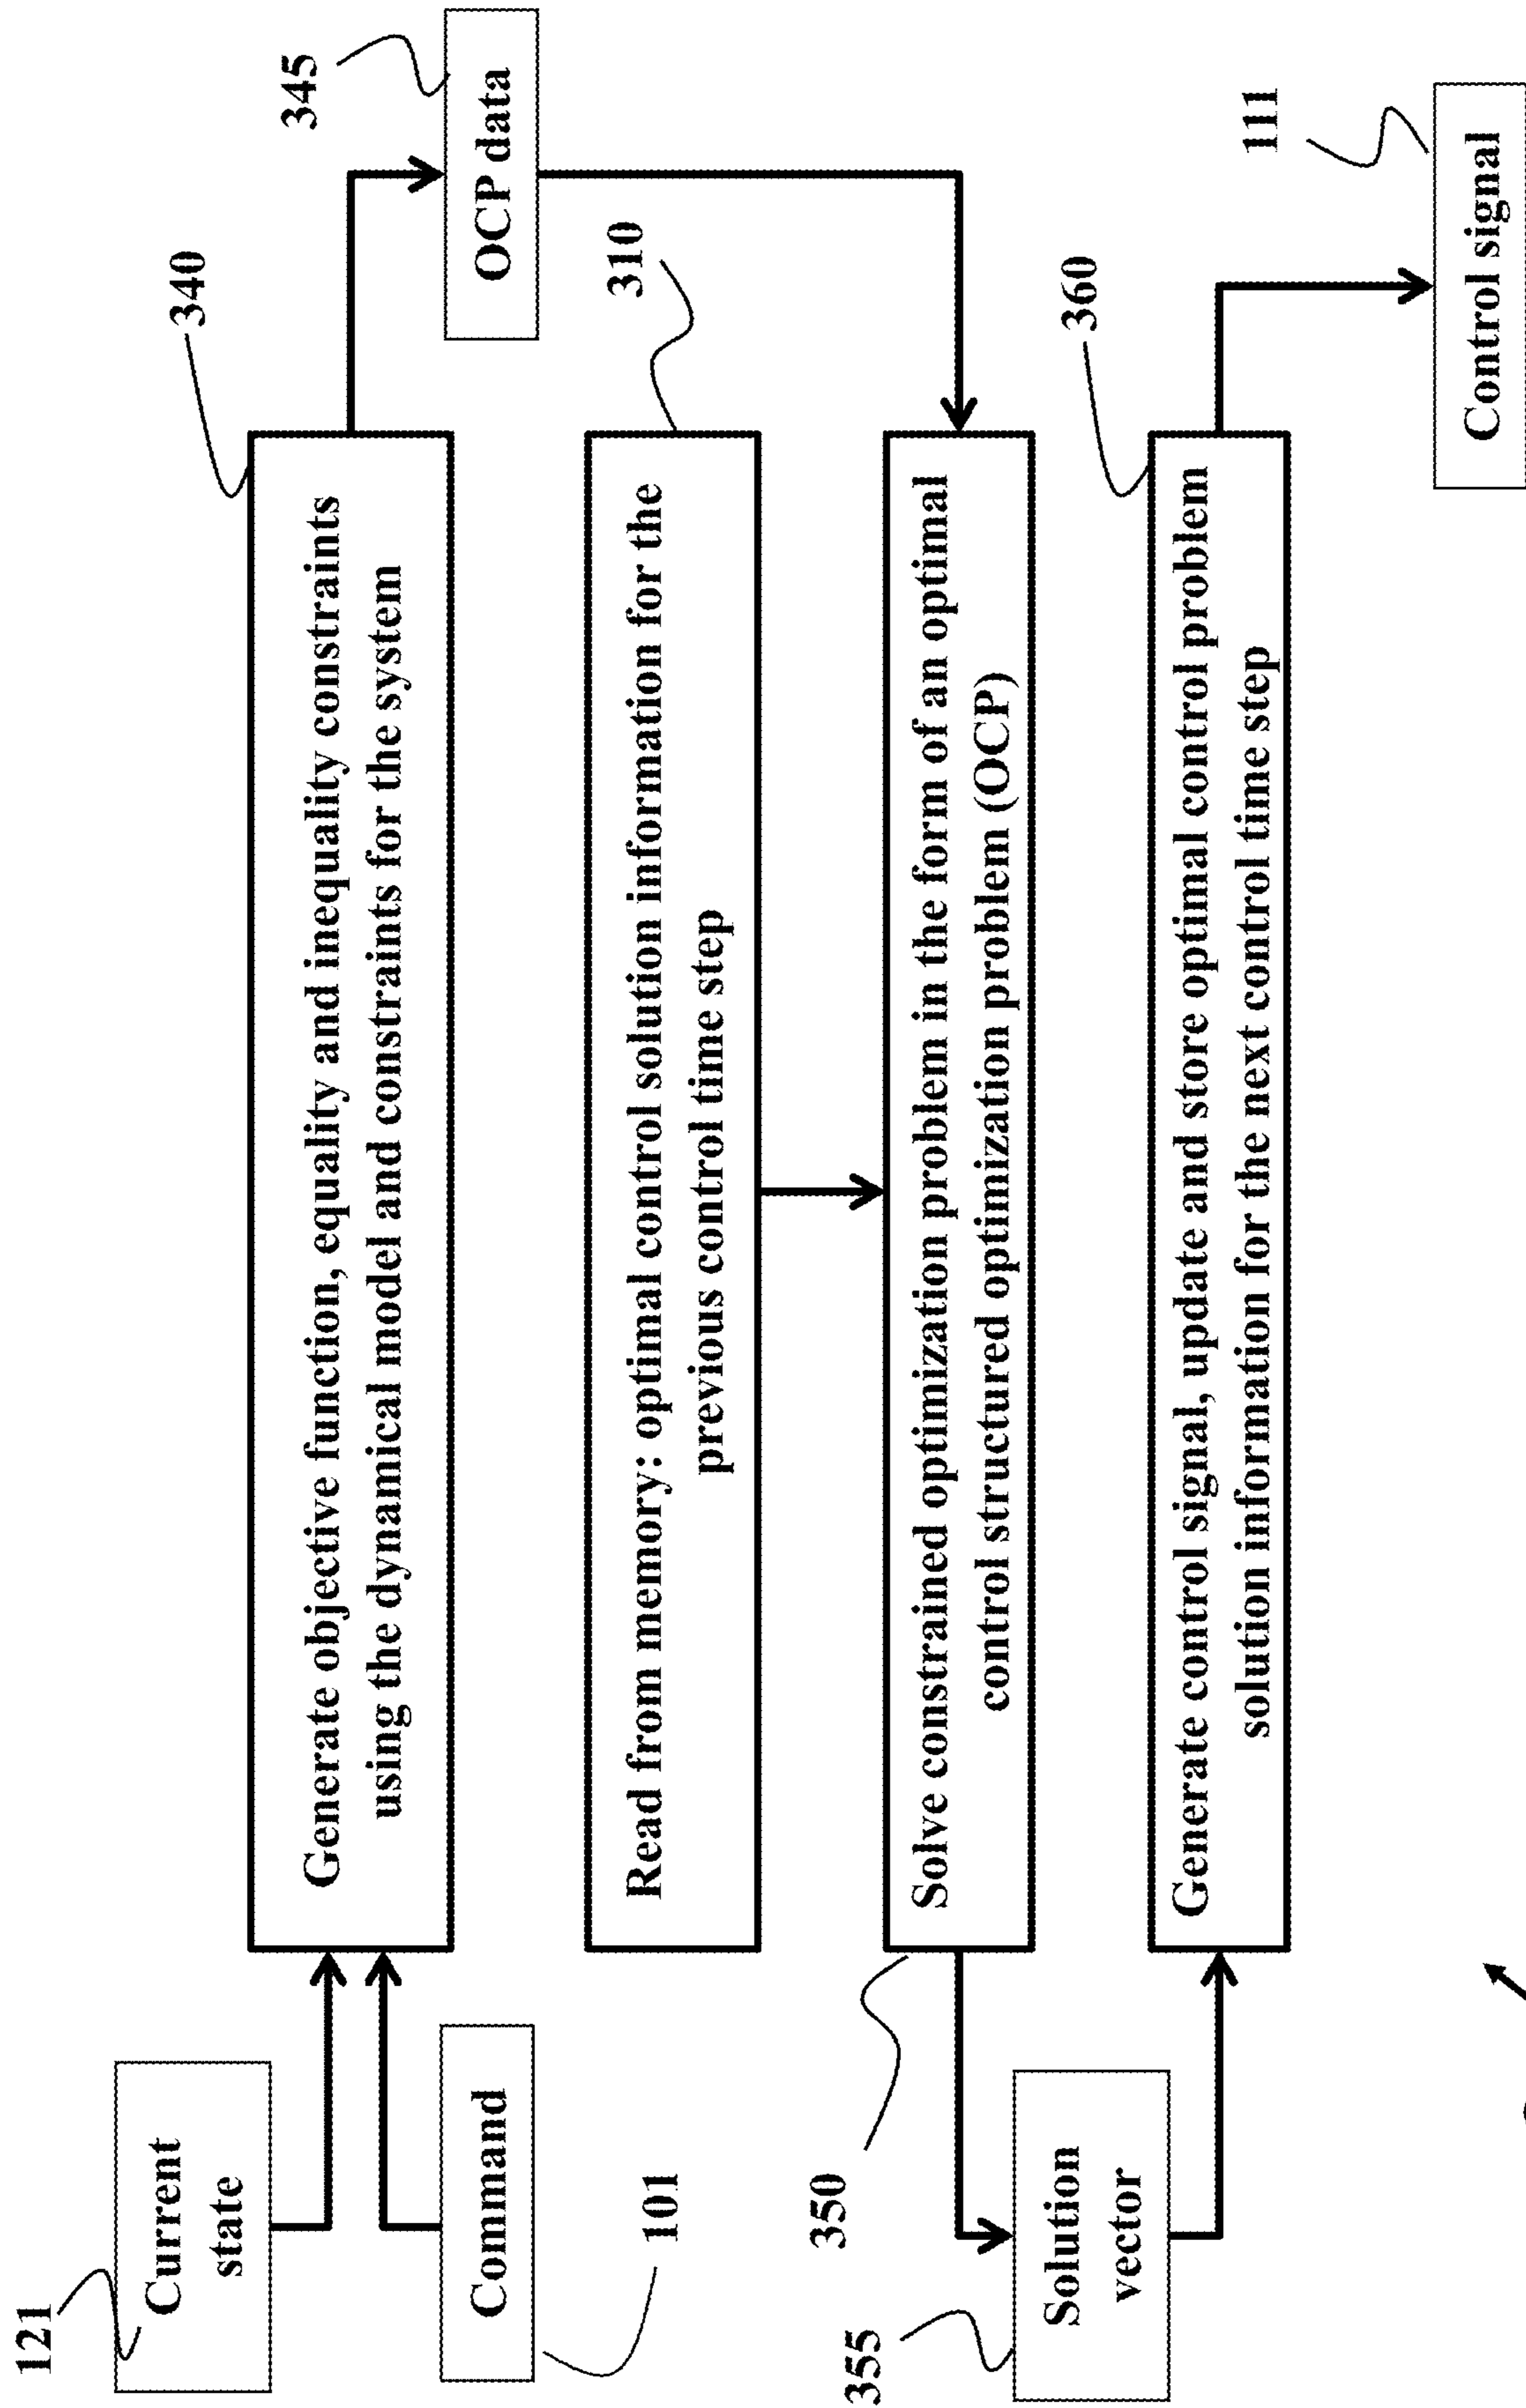 121
Current
state
Command
101
340
Generate objective function, equality and inequality constraints
using the dynamical model and constraints for the system
345
OCP data
310
Read from memory: optimal control solution information for the
previous control time step
350
Solve constrained optimization problem in the form of an optimal
control structured optimization problem (OCP)
355
Solution
vector
360
Generate control signal, update and store optimal control problem
solution information for the next control time step
111
Control signal